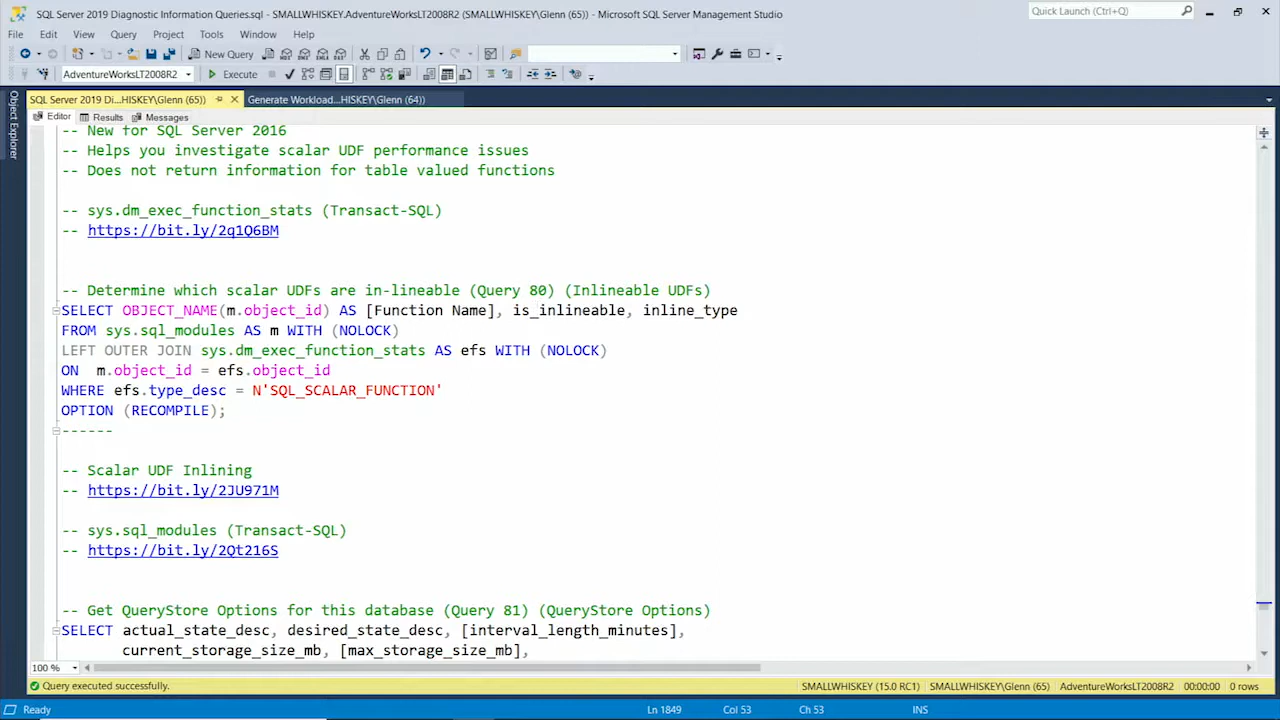 SQL Server 2019 Diagnostic Information Queries.sql - SMALLWHISKEY.AdventureWorksLT2008R2 (SMALLWHISKEY\Glenn (65)) - Microsoft SQL Server Management Studio
Quick Launch (Ctrl+Q)
File Edit View Query Project Tools Window Help
New Query
AdventureWorksLT2008R2 Execute
SQL Server 2019 Di...HISKEY\Glenn (65)) Generate Workload...HISKEY\Glenn (64))
Object Explorer
Editor Results Messages
-- New for SQL Server 2016
-- Helps you investigate scalar UDF performance issues
-- Does not return information for table valued functions
-- sys.dm_exec_function_stats (Transact-SQL)
-- https://bit.ly/2q1Q6BM
-- Determine which scalar UDFs are in-lineable (Query 80) (Inlineable UDFs)
SELECT OBJECT_NAME(m.object_id) AS [Function Name], is_inlineable, inline_type
FROM sys.sql_modules AS m WITH (NOLOCK)
LEFT OUTER JOIN sys.dm_exec_function_stats AS efs WITH (NOLOCK)
ON  m.object_id = efs.object_id
WHERE efs.type_desc = N'SQL_SCALAR_FUNCTION'
OPTION (RECOMPILE);
------
-- Scalar UDF Inlining
-- https://bit.ly/2JU971M
-- sys.sql_modules (Transact-SQL)
-- https://bit.ly/2Qt216S
-- Get QueryStore Options for this database (Query 81) (QueryStore Options)
SELECT actual_state_desc, desired_state_desc, [interval_length_minutes],
current_storage_size_mb, [max_storage_size_mb],
100 %
Query executed successfully. SMALLWHISKEY (15.0 RC1) SMALLWHISKEY\Glenn (65) AdventureWorksLT2008R2 00:00:00 0 rows
Ready Ln 1849 Col 53 Ch 53 INS